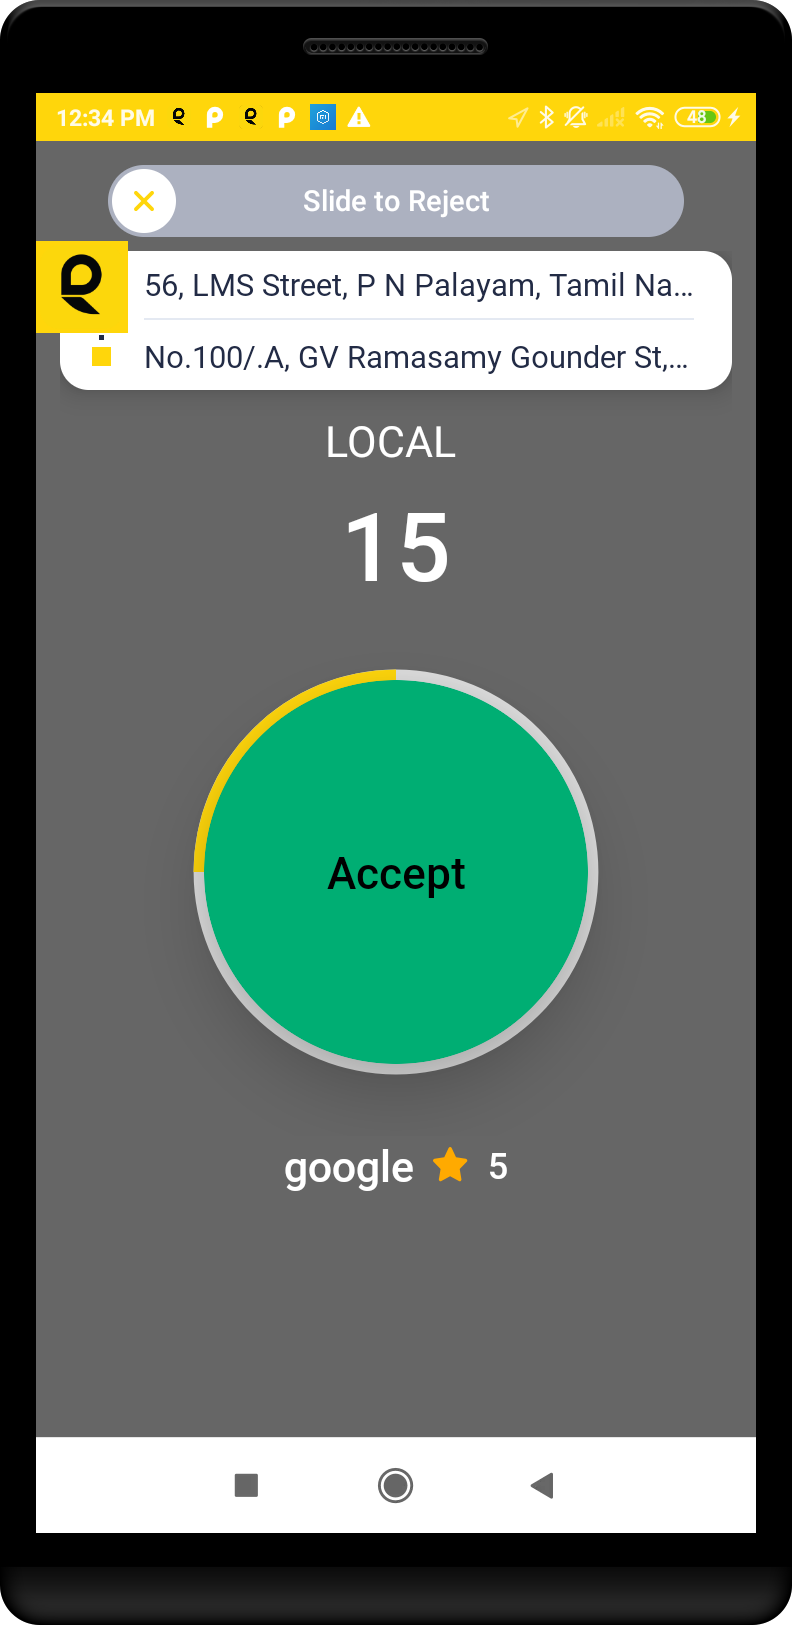 12:34 PM
48
Slide to Reject
56, LMS Street, P N Palayam, Tamil Na...
No.100/.A, GV Ramasamy Gounder St,...
LOCAL
15
Accept
google 5